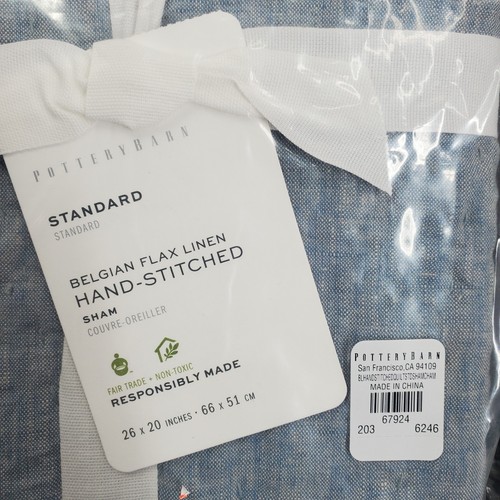 POTTERYBARN
STANDARD
STANDARD
BELGIAN FLAX LINEN
HAND-STITCHED
SHAM
COUVRE-OREILLER
FAIR TRADE • NON-TOXIC
RESPONSIBLY MADE
26 x 20 INCHES · 66 x 51 CM
POTTERYBARN
San Francisco,CA 94109
BLHANDSTITCHEDQUILTSTDSHAMCHAM
MADE IN CHINA
67924
203 6246